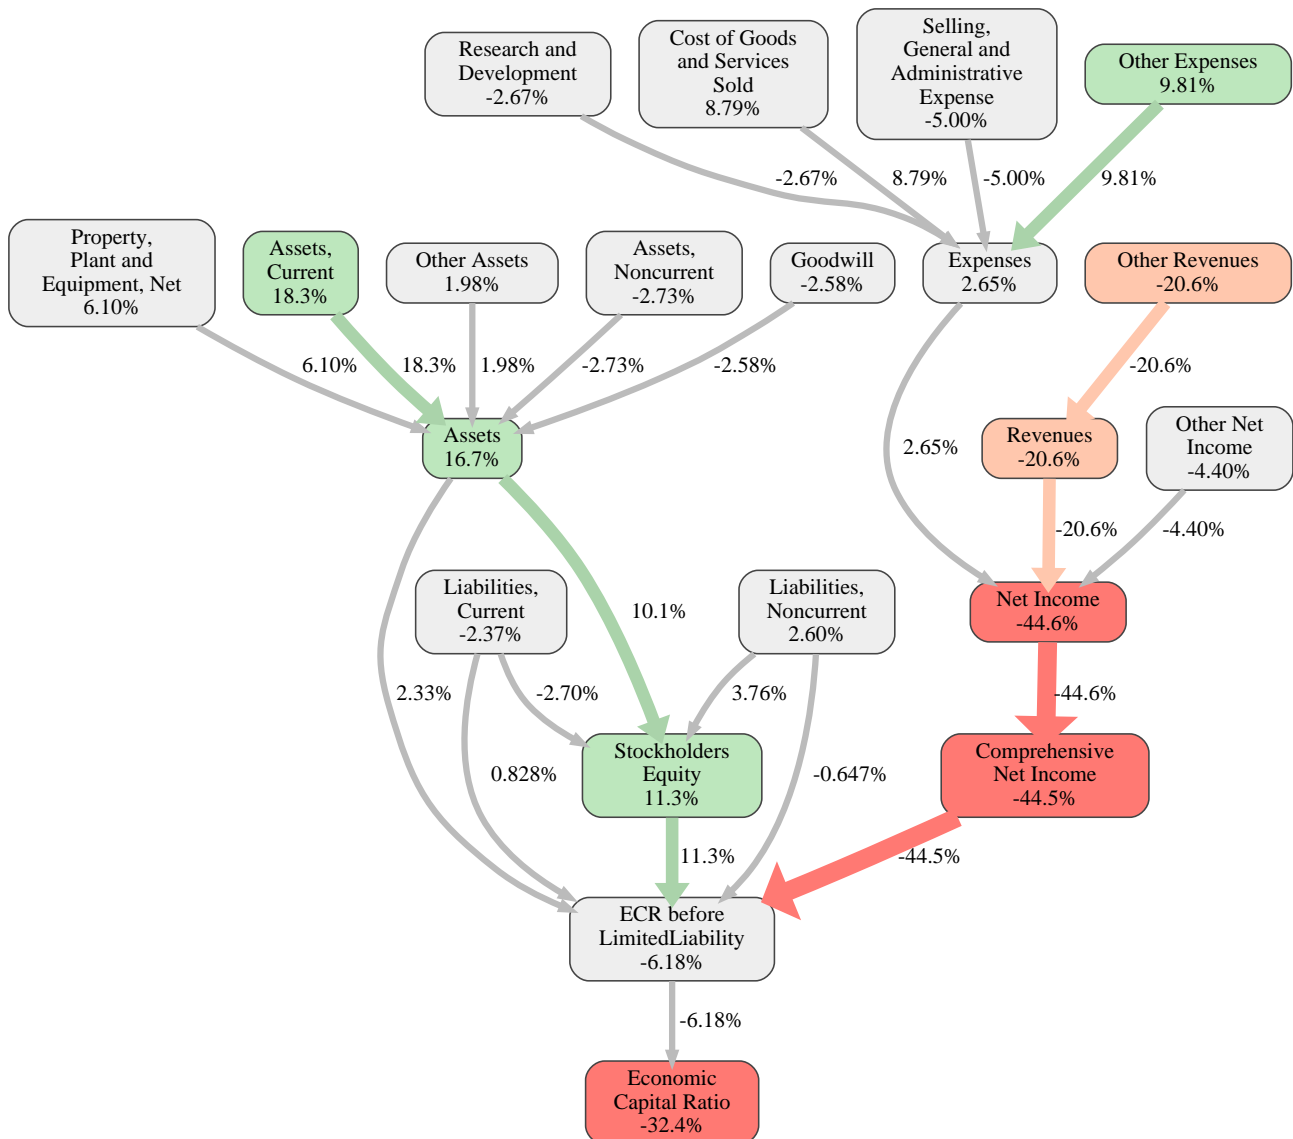 Selling,
General and
Administrative
Expense
-5.00%
Cost of Goods
and Services
Sold
8.79%
Research and
Development
-2.67%
Other Expenses
9.81%
-2.67%
8.79%
-5.00%
9.81%
Property,
Plant and
Equipment, Net
6.10%
Assets,
Current
18.3%
Other Assets
1.98%
Assets,
Noncurrent
-2.73%
Goodwill
-2.58%
Expenses
2.65%
Other Revenues
-20.6%
6.10%
18.3%
1.98%
-2.73%
-2.58%
-20.6%
Assets
16.7%
2.65%
Revenues
-20.6%
Other Net
Income
-4.40%
-20.6%
-4.40%
Liabilities,
Current
-2.37%
10.1%
Liabilities,
Noncurrent
2.60%
Net Income
-44.6%
2.33%
-2.70%
3.76%
-44.6%
0.828%
Stockholders
Equity
11.3%
-0.647%
Comprehensive
Net Income
-44.5%
11.3%
-44.5%
ECR before
LimitedLiability
-6.18%
-6.18%
Economic
Capital Ratio
-32.4%